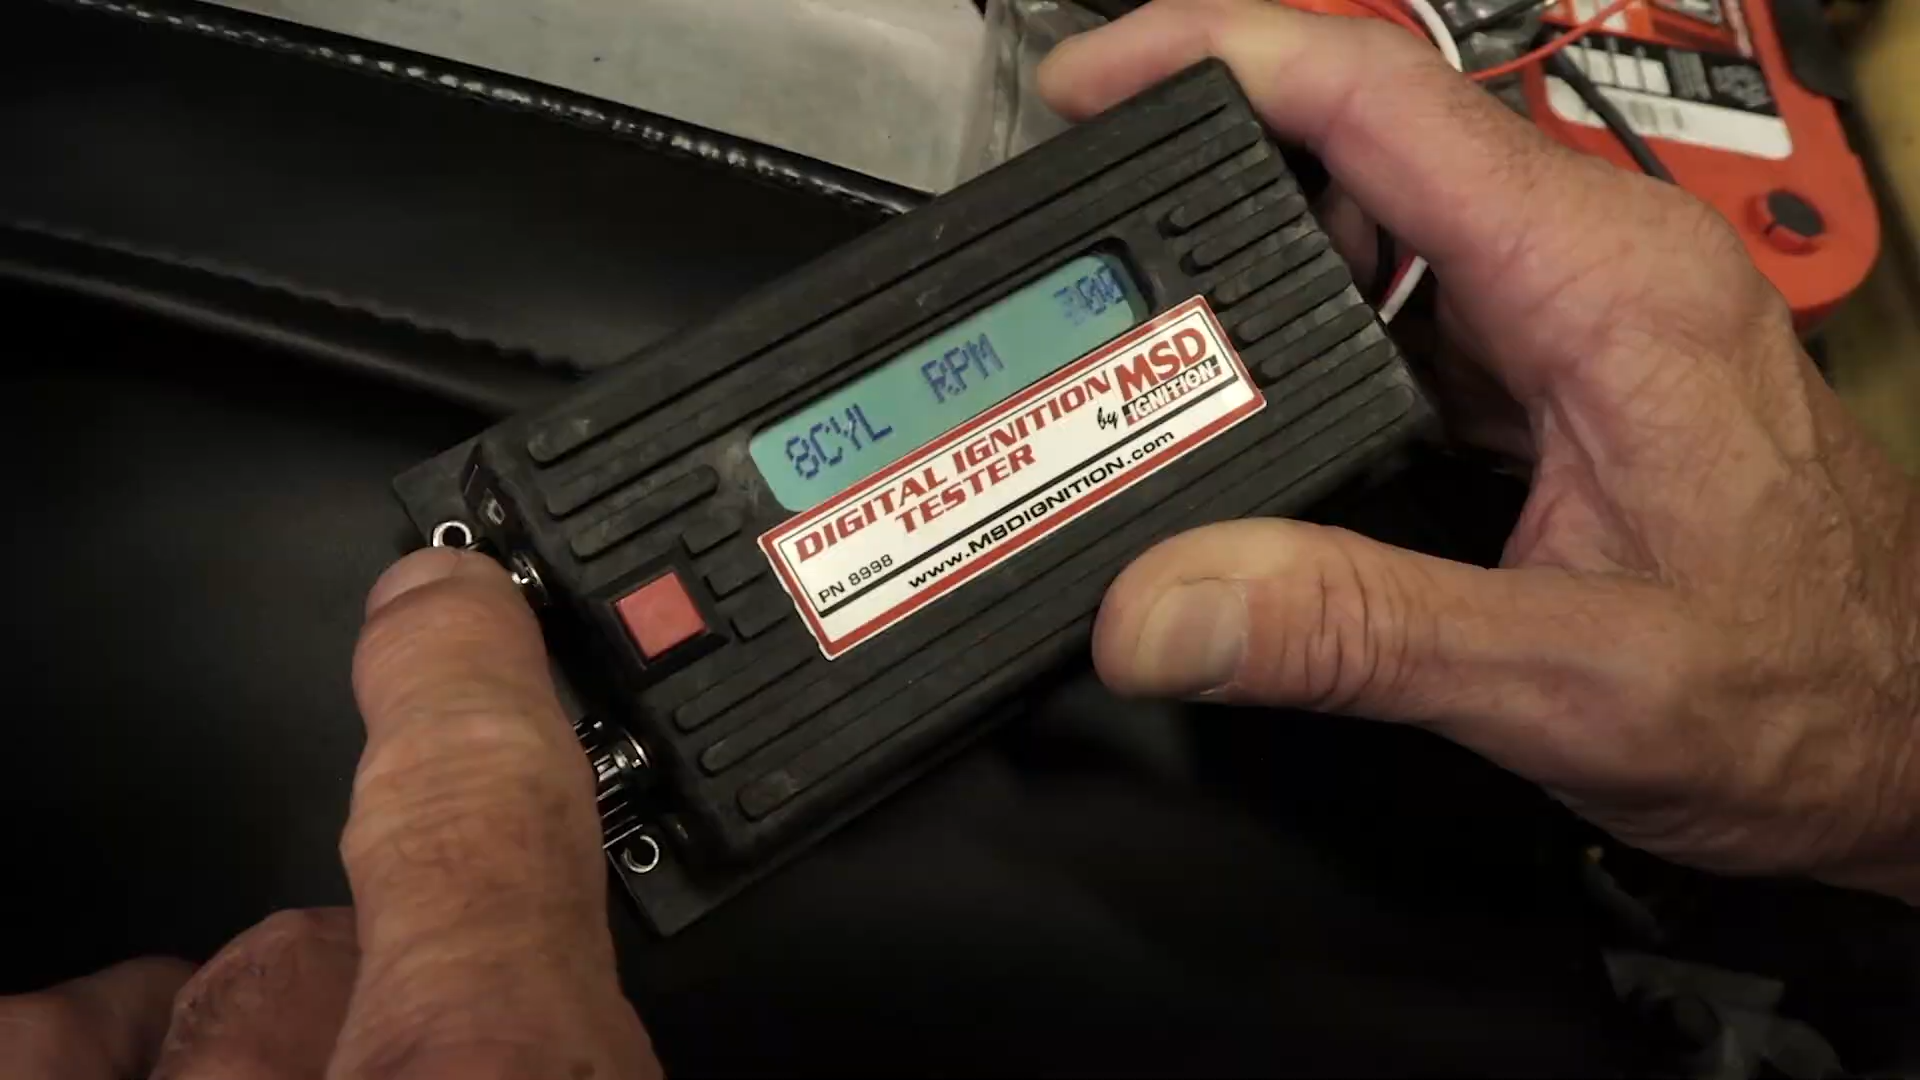 8CYL RPM
DIGITAL IGNITION
TESTER
by MSD
IGNITION
PN 8998
www.MSDIGNITION.com